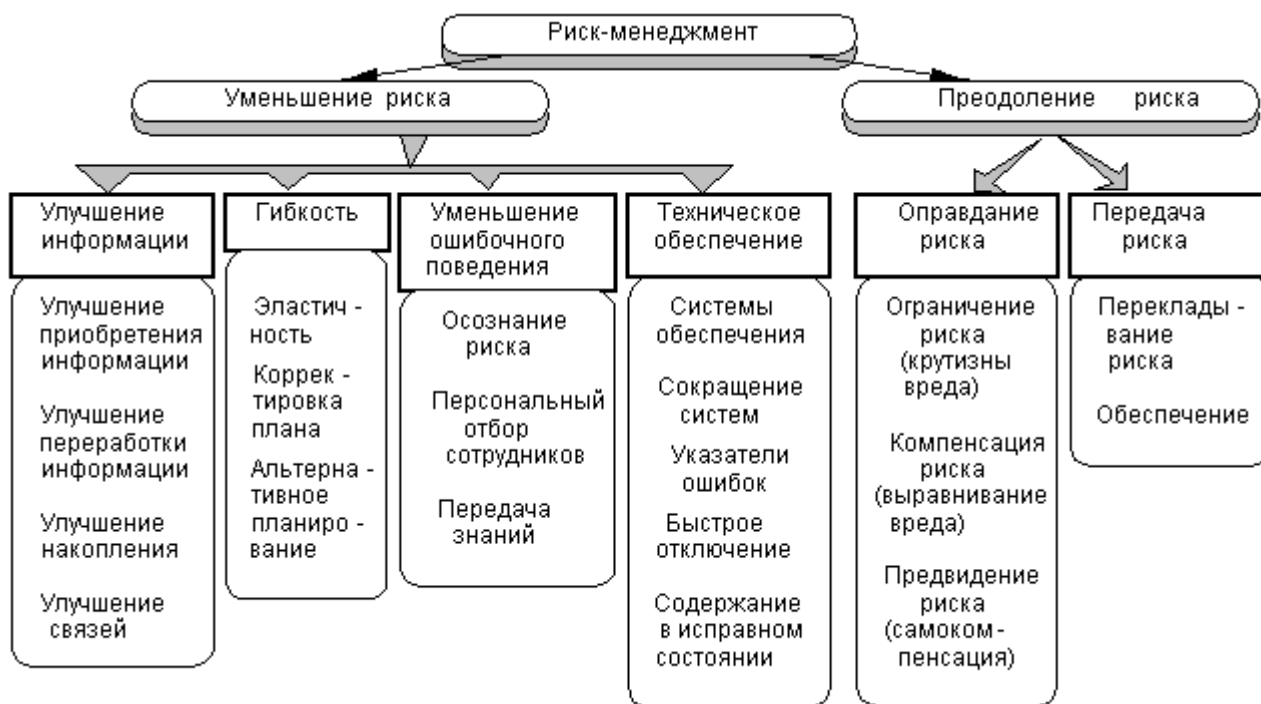 Риск-менеджмент
Уменьшение риска
Преодоление риска
Улучшение
информации
Улучшение
приобретения
информации
Улучшение
переработки
информации
Улучшение
накопления
Улучшение
связей
Гибкость
Эластич -
ность
Коррек -
тировка
плана
Альтерна -
тивное
планиро -
вание
Уменьшение
ошибочного
поведения
Осознание
риска
Персональный
отбор
сотрудников
Передача
знаний
Техническое
обеспечение
Системы
обеспечения
Сокращение
систем
Указатели
ошибок
Быстрое
отключение
Содержание
в исправном
состоянии
Оправдание
риска
Ограничение
риска
(крутизны
вреда)
Компенсация
риска
(выравнивание
вреда)
Предвидение
риска
(самоком -
пенсация)
Передача
риска
Переклады -
вание
риска
Обеспечение